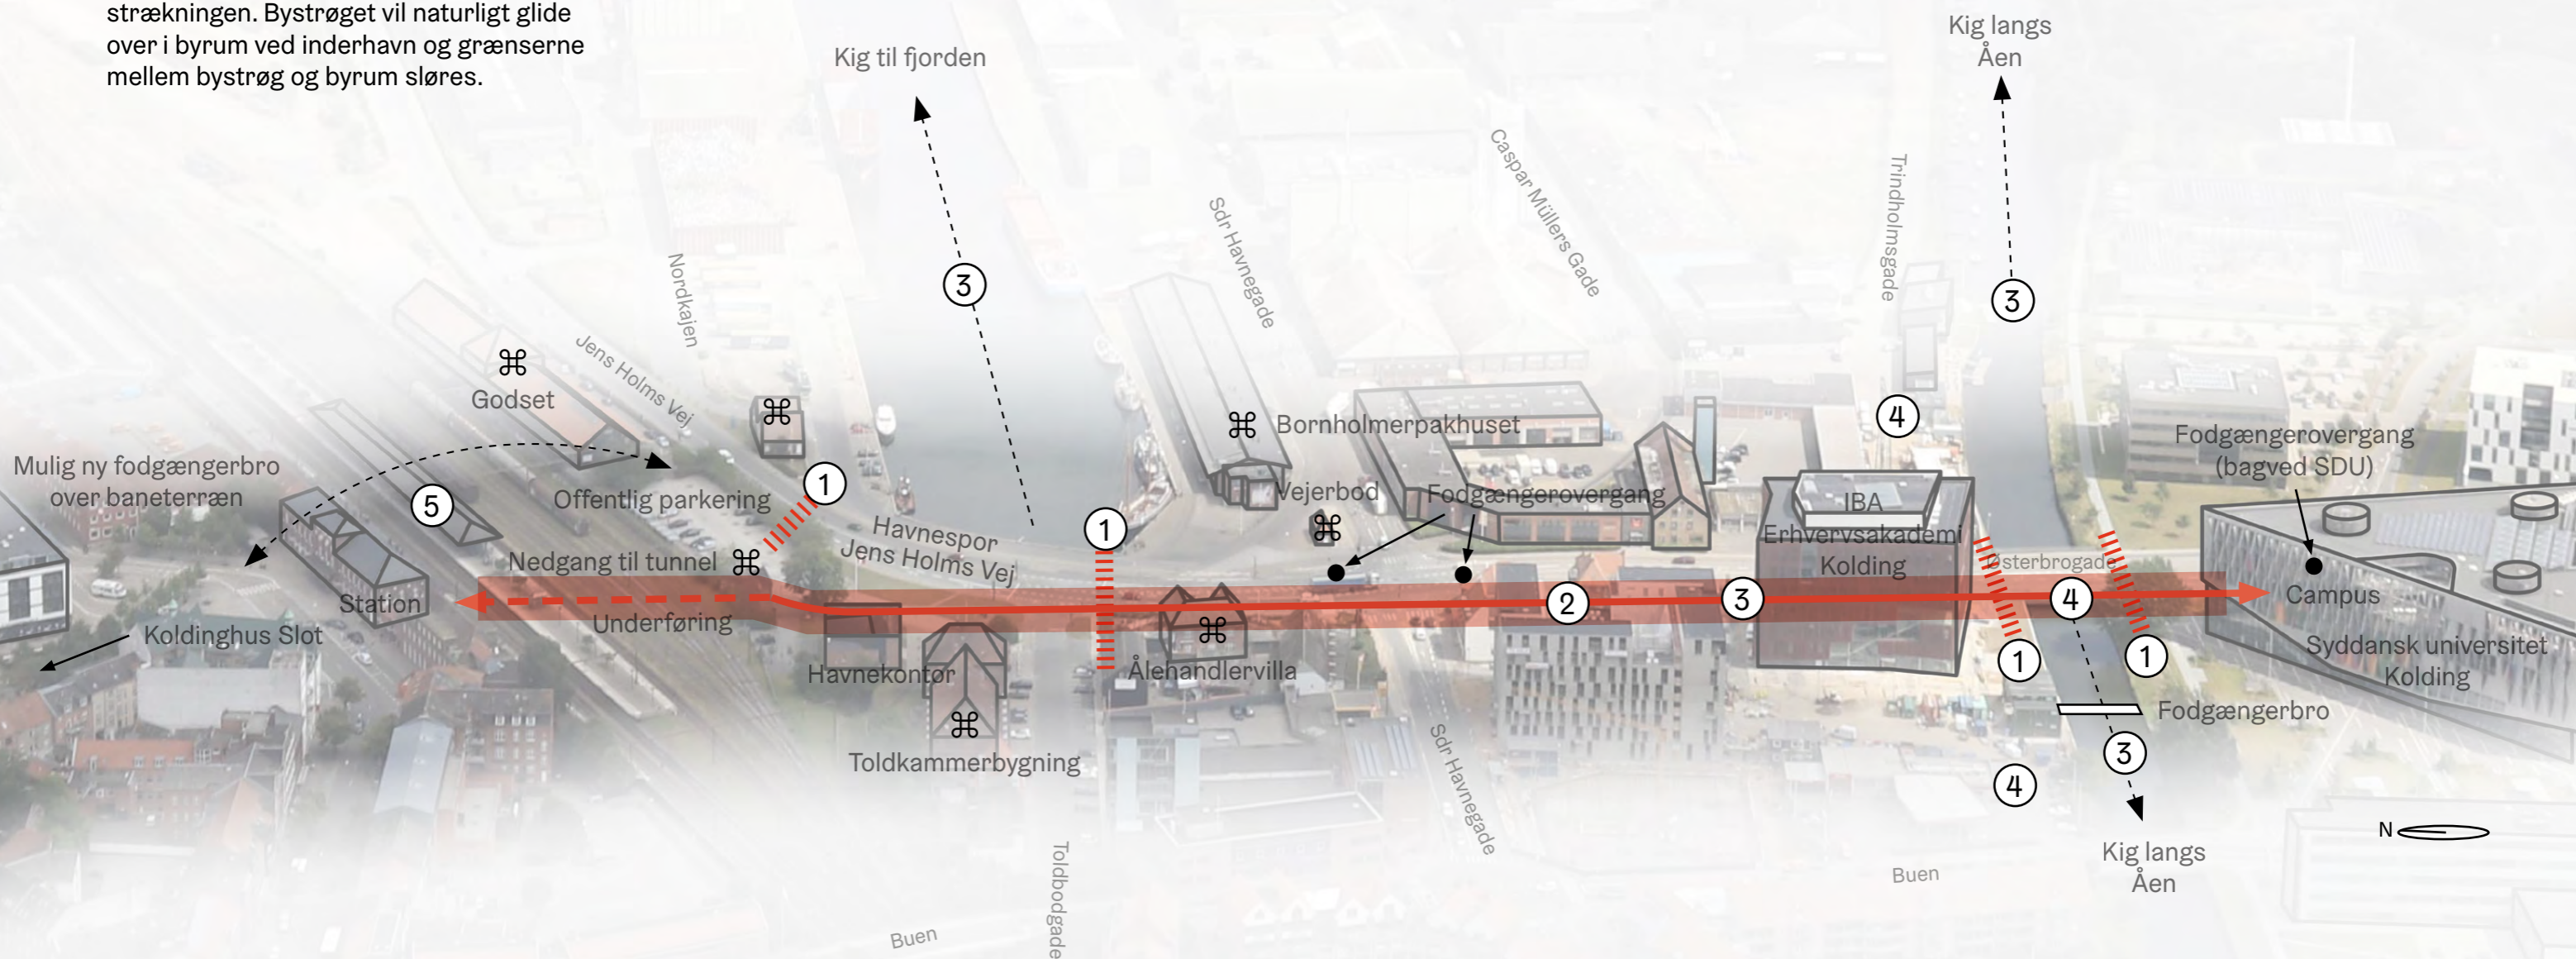 strækningen. Bystrøget vil naturligt glide
over i byrum ved inderhavn og grænserne
mellem bystrøg og byrum sløres.
Kig til fjorden
Kig langs
Åen
3
3
Nordkajen
Sdr Havnegade
Caspar Müllers Gade
Trindholmsgade
Jens Holms Vej
⌘
Godset
⌘
4
⌘ Bornholmerpakhuset
Fodgængerovergang
(bagved SDU)
Mulig ny fodgængerbro
over baneterræn
5
Offentlig parkering
1
Vejerbod
⌘
Fodgængerovergang
IBA
Erhvervsakademi
Kolding
1
Havnespor
Jens Holms Vej
Nedgang til tunnel ⌘
Østerbrogade
Station
Underføring
2
3
4
Campus
Koldinghus Slot
⌘
Havnekontor
Ålehandlervilla
1
1
Syddansk universitet
Kolding
⌘
Toldkammerbygning
Fodgængerbro
3
4
Sdr Havnegade
Toldbodgade
N
Kig langs
Åen
Buen
Buen